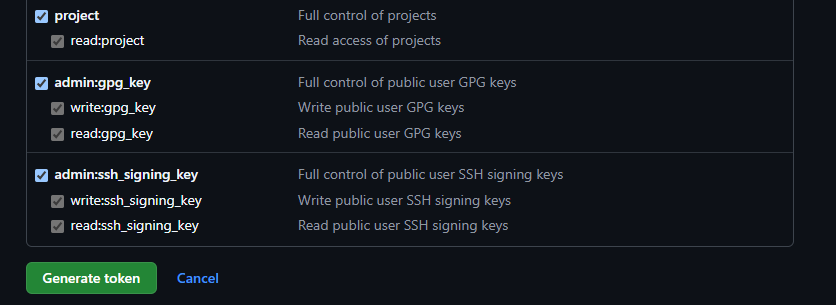 project Full control of projects
read:project Read access of projects
admin:gpg_key Full control of public user GPG keys
write:gpg_key Write public user GPG keys
read:gpg_key Read public user GPG keys
admin:ssh_signing_key Full control of public user SSH signing keys
write:ssh_signing_key Write public user SSH signing keys
read:ssh_signing_key Read public user SSH signing keys
Generate token Cancel